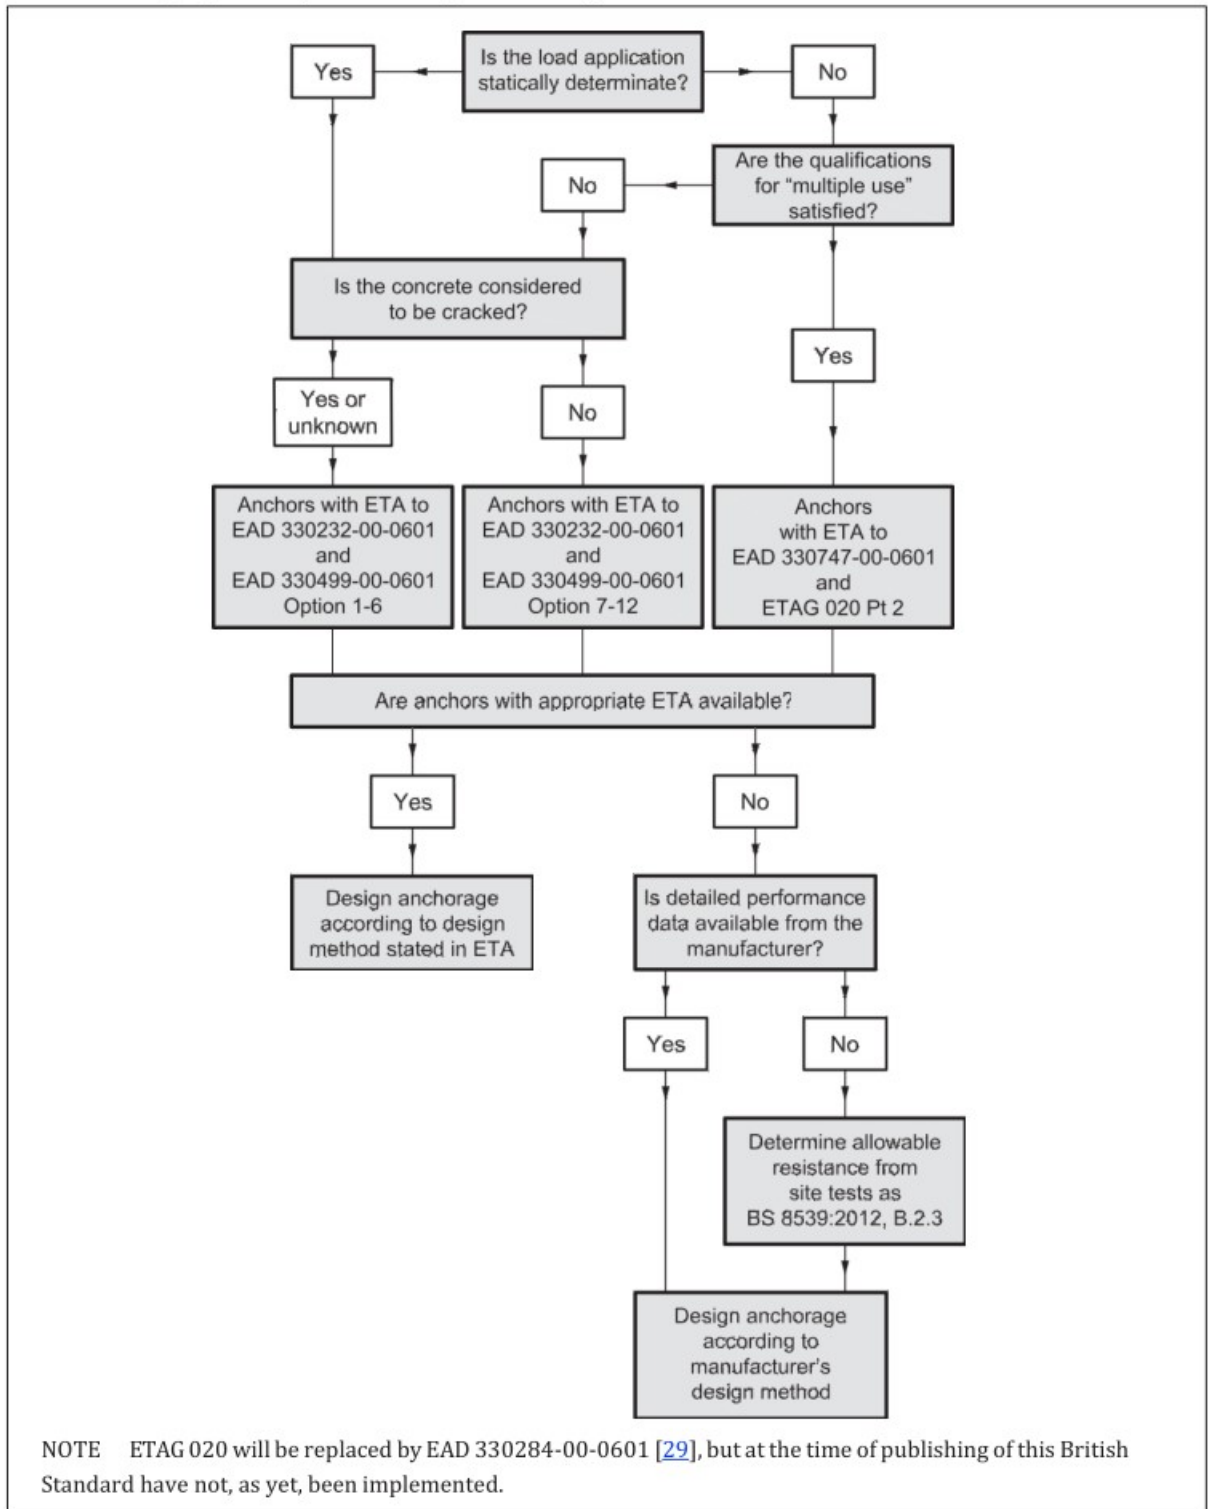 Is the load application
statically determinate?
Yes
No
Are the qualifications
for “multiple use”
satisfied?
No
Is the concrete considered
to be cracked?
Yes
Yes or
unknown
No
Anchors with ETA to
EAD 330232-00-0601
and
EAD 330499-00-0601
Option 1-6
Anchors with ETA to
EAD 330232-00-0601
and
EAD 330499-00-0601
Option 7-12
Anchors
with ETA to
EAD 330747-00-0601
and
ETAG 020 Pt 2
Are anchors with appropriate ETA available?
Yes
No
Design anchorage
according to design
method stated in ETA
Is detailed performance
data available from the
manufacturer?
Yes
No
Determine allowable
resistance from
site tests as
BS 8539:2012, B.2.3
Design anchorage
according to
manufacturer's
design method
NOTE ETAG 020 will be replaced by EAD 330284-00-0601 [29], but at the time of publishing of this British
Standard have not, as yet, been implemented.